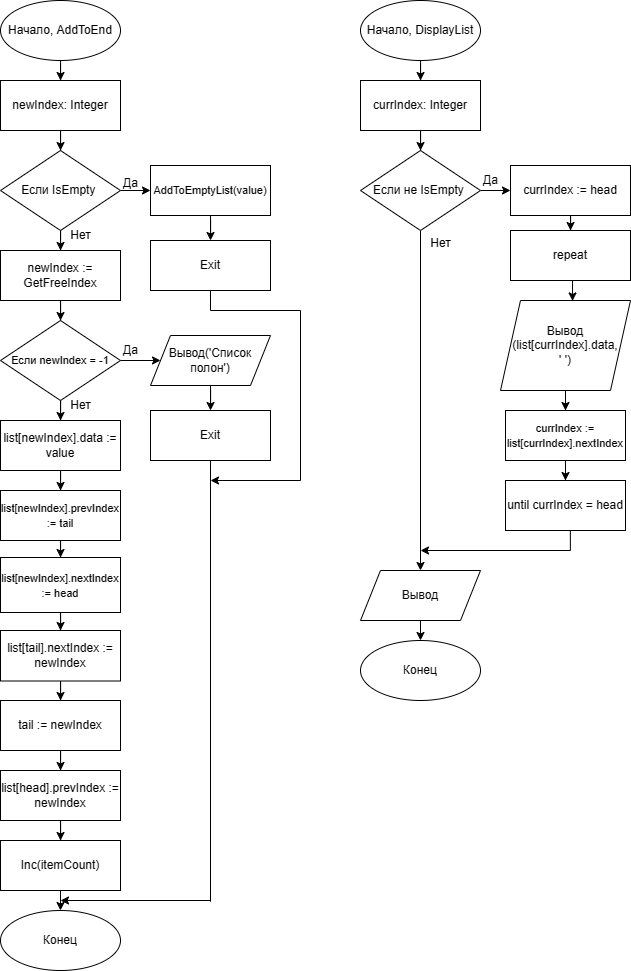 Начало, AddToEnd
newIndex: Integer
Если IsEmpty
Да
AddToEmptyList(value)
Нет
Exit
newIndex :=
GetFreeIndex
Если newIndex = -1
Да
Вывод('Список
полон')
Нет
Exit
list[newIndex].data :=
value
list[newIndex].prevIndex
:= tail
list[newIndex].nextIndex
:= head
list[tail].nextIndex :=
newIndex
tail := newIndex
list[head].prevIndex :=
newIndex
Inc(itemCount)
Конец
Начало, DisplayList
currIndex: Integer
Если не IsEmpty
Да
currIndex := head
Нет
repeat
Вывод
(list[currIndex].data,
' ')
currIndex :=
list[currIndex].nextIndex
until currIndex = head
Вывод
Конец